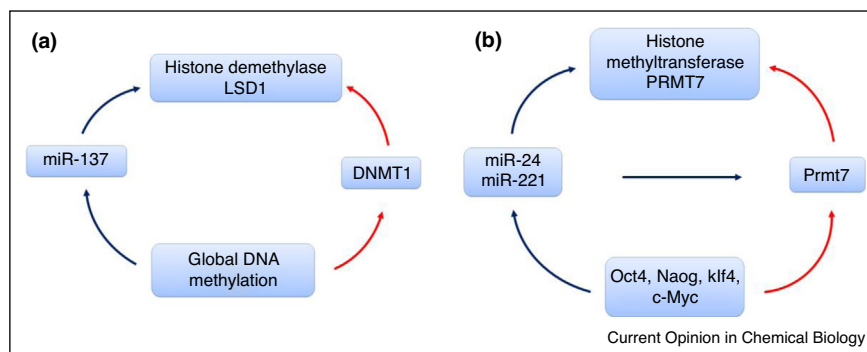 (a)
Histone demethylase
LSD1
miR-137
DNMT1
Global DNA
methylation
(b)
Histone
methyltransferase
PRMT7
miR-24
miR-221
Prmt7
Oct4, Naog, klf4,
c-Myc
Current Opinion in Chemical Biology